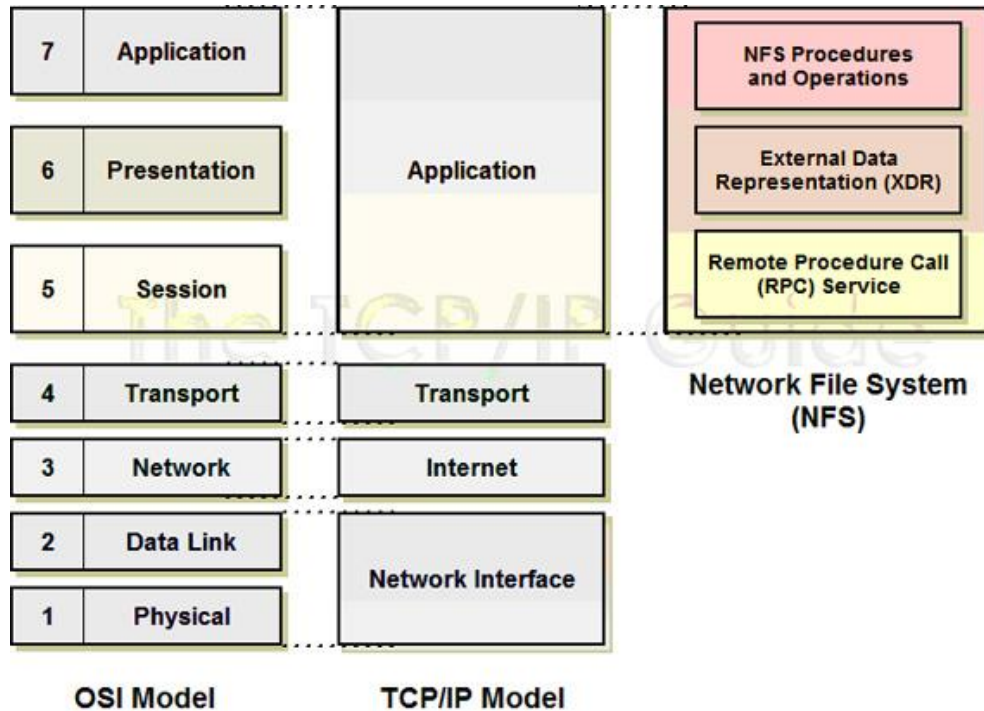 7 Application
6 Presentation
5 Session
4 Transport
3 Network
2 Data Link
1 Physical
OSI Model
Application
Transport
Internet
Network Interface
TCP/IP Model
NFS Procedures
and Operations
External Data
Representation (XDR)
Remote Procedure Call
(RPC) Service
Network File System
(NFS)
The TCP/IP Guide